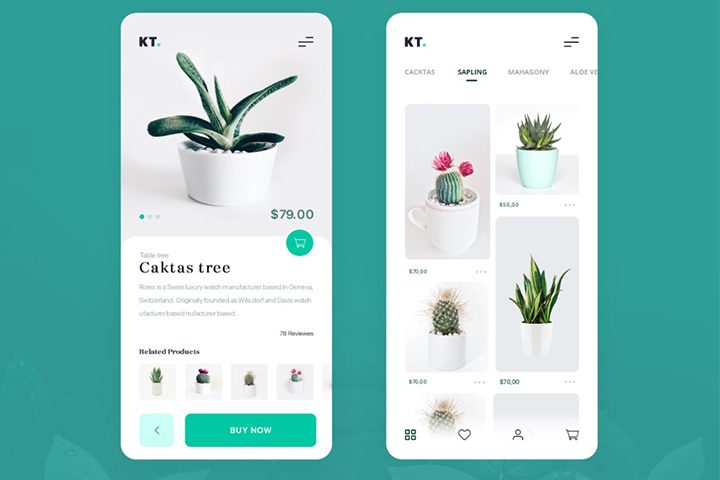 KT.
$79.00
Table tree
Caktas tree
Rolex is a Swiss luxury watch manufacturer based in Geneva,
Switzerland. Originally founded as Wils dorf and Davis watch
ufacturer based nufacturer based.
78 Reviewes
Related Products
BUY NOW
KT.
CACKTAS SAPLING MAHAGONY ALOE VE
$55,00
$70,00
$70,00
$70,00